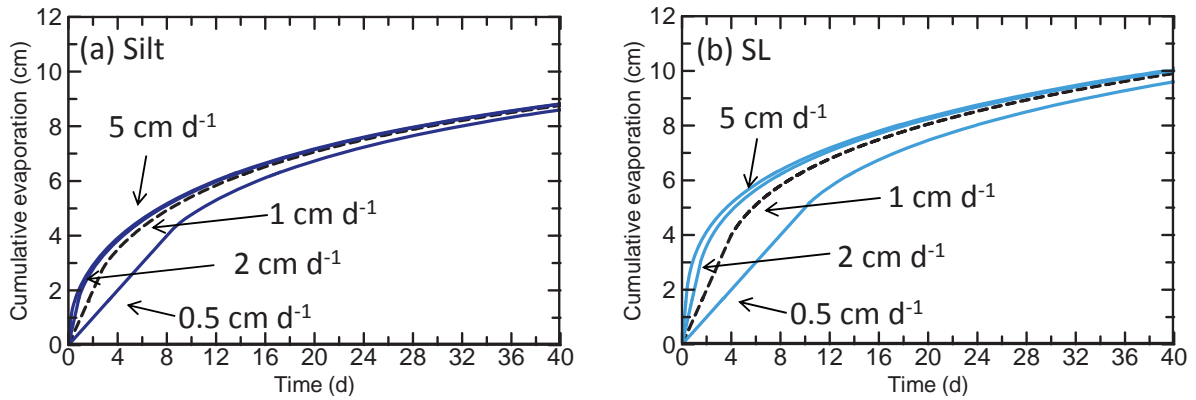 (a) Silt
Cumulative evaporation (cm)
12
10
8
6
4
2
0
5 cm d⁻¹
1 cm d⁻¹
2 cm d⁻¹
0.5 cm d⁻¹
0 4 8 12 16 20 24 28 32 36 40
Time (d)
(b) SL
Cumulative evaporation (cm)
12
10
8
6
4
2
0
5 cm d⁻¹
1 cm d⁻¹
2 cm d⁻¹
0.5 cm d⁻¹
0 4 8 12 16 20 24 28 32 36 40
Time (d)